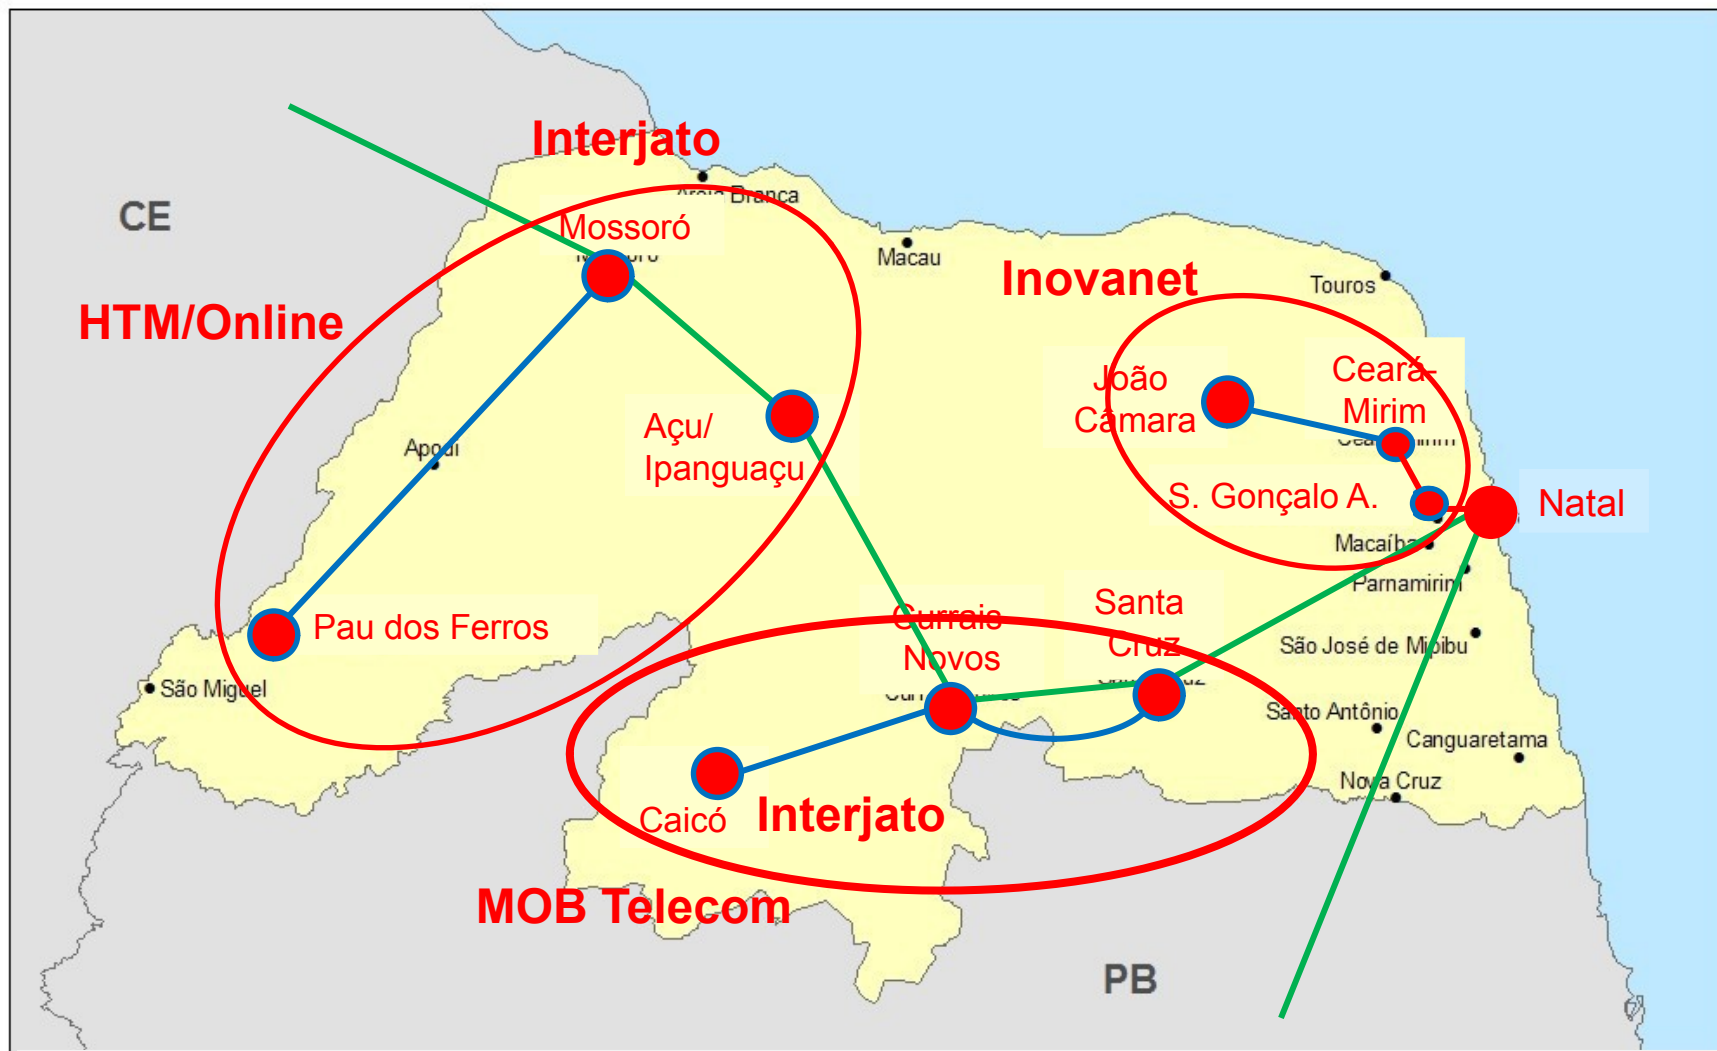 Interjato
Areia Branca
CE
Mossoró
Macau
Inovanet
Touros
HTM/Online
João
Câmara
Ceará-
Mirim
Açu/
Ipanguaçu
Apodi
S. Gonçalo A.
Natal
Macaíba
Parnamirim
Santa
Cruz
Currais
Novos
Pau dos Ferros
São José de Mipibu
São Miguel
Santo Antônio
Canguaretama
Nova Cruz
Caicó
Interjato
MOB Telecom
PB